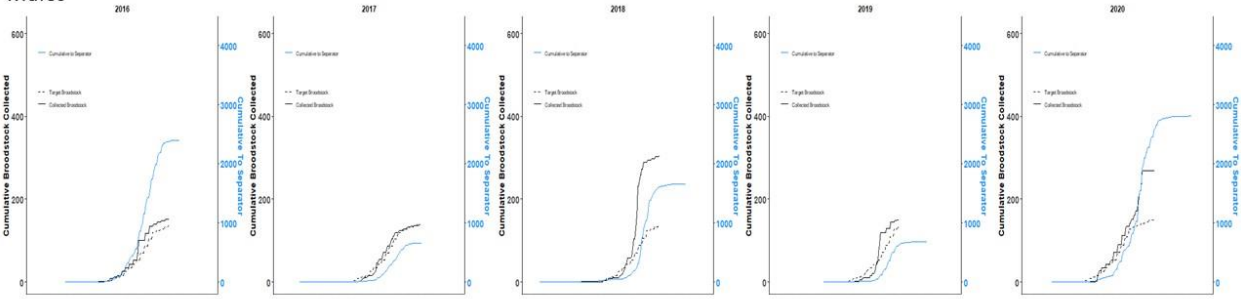 2016
Cumulative Broodstock Collected
600
400
200
0
Cumulative to Separator
Target Broodstock
Collected Broodstock
4000
3000
2000
1000
0
Cumulative To Separator
2017
Cumulative Broodstock Collected
600
400
200
0
Cumulative to Separator
Target Broodstock
Collected Broodstock
4000
3000
2000
1000
0
Cumulative To Separator
2018
Cumulative Broodstock Collected
600
400
200
0
Cumulative to Separator
Target Broodstock
Collected Broodstock
4000
3000
2000
1000
0
Cumulative To Separator
2019
Cumulative Broodstock Collected
600
400
200
0
Cumulative to Separator
Target Broodstock
Collected Broodstock
4000
3000
2000
1000
0
Cumulative To Separator
2020
Cumulative Broodstock Collected
600
400
200
0
Cumulative to Separator
Target Broodstock
Collected Broodstock
4000
3000
2000
1000
0
Cumulative To Separator